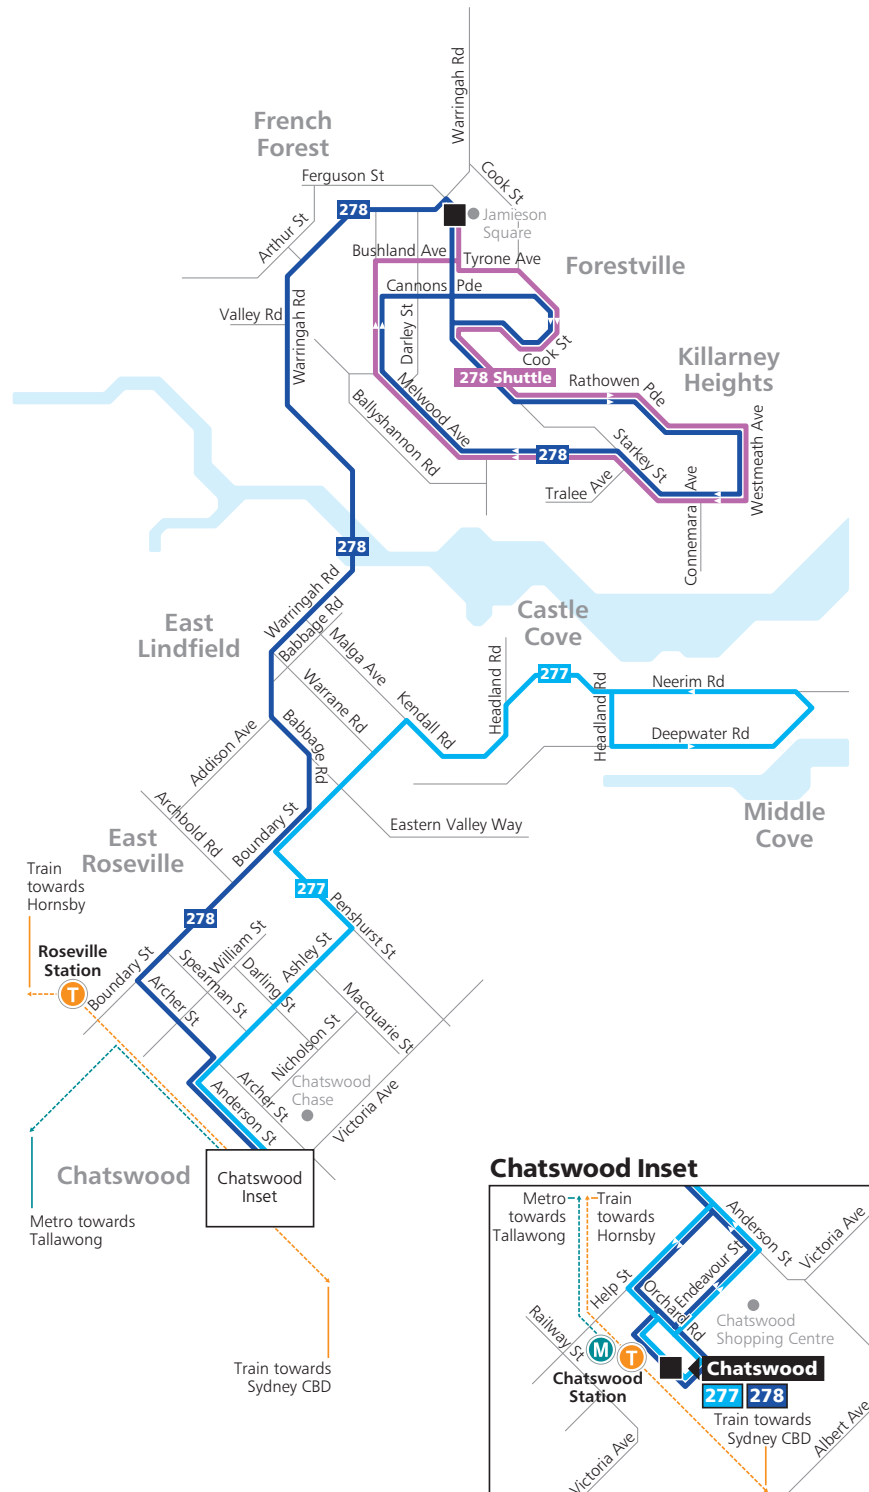 Warringah Rd
French
Forest
Ferguson St
Cook St
278
Jamieson
Square
Arthur St
Bushland Ave
Tyrone Ave
Forestville
Cannons Pde
Valley Rd
Warringah Rd
Darley St
Cook St
Killarney
Heights
278 Shuttle
Rathowen Pde
Melwood Ave
Ballyshannon Rd
Westmeath Ave
Starkey St
278
Tralee Ave
Connemara Ave
278
Warringah Rd
Castle
Cove
East
Lindfield
Babbage Rd
Malga Ave
Headland Rd
277
Neerim Rd
Warrane Rd
Kendall Rd
Headland Rd
Deepwater Rd
Addison Ave
Babbage Rd
Middle
Cove
Archbold Rd
Boundary St
Eastern Valley Way
East
Roseville
Train
towards
Hornsby
277
Penshurst St
278
Roseville
Station
T
Boundary St
William St
Ashley St
Spearman St
Darling St
Archer St
Macquarie St
Nicholson St
Archer St
Chatswood
Chase
Anderson St
Victoria Ave
Chatswood
Chatswood
Inset
Metro towards
Tallawong
Train towards
Sydney CBD
Chatswood Inset
Metro
towards
Tallawong
Train
towards
Hornsby
Anderson St
Victoria Ave
Help St
Endeavour St
Orchard Rd
Railway St
Chatswood
Shopping Centre
M
T
Chatswood
Station
Chatswood
277
278
Train towards
Sydney CBD
Albert Ave
Victoria Ave